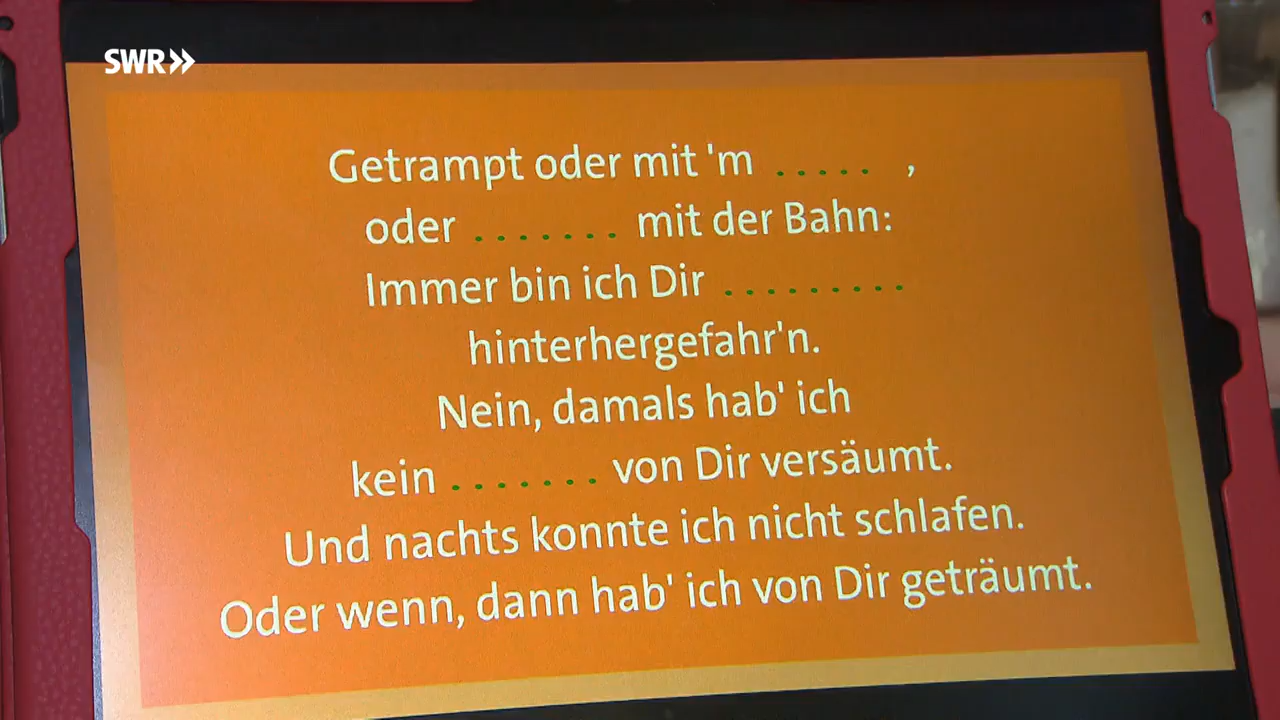 SWR»
Getrampt oder mit 'm ..... ,
oder ....... mit der Bahn:
Immer bin ich Dir .........
hinterhergefahr'n.
Nein, damals hab' ich
kein ....... von Dir versäumt.
Und nachts konnte ich nicht schlafen.
Oder wenn, dann hab' ich von Dir geträumt.